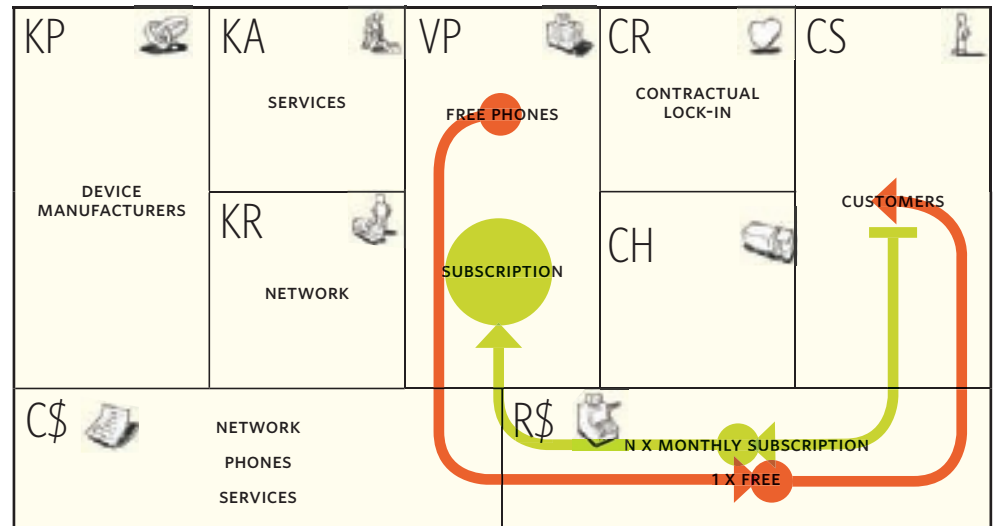 KP
DEVICE
MANUFACTURERS
KA
SERVICES
KR
NETWORK
VP
FREE PHONES
SUBSCRIPTION
CR
CONTRACTUAL
LOCK-IN
CH
CS
CUSTOMERS
C$
NETWORK
PHONES
SERVICES
R$
N X MONTHLY SUBSCRIPTION
1 X FREE